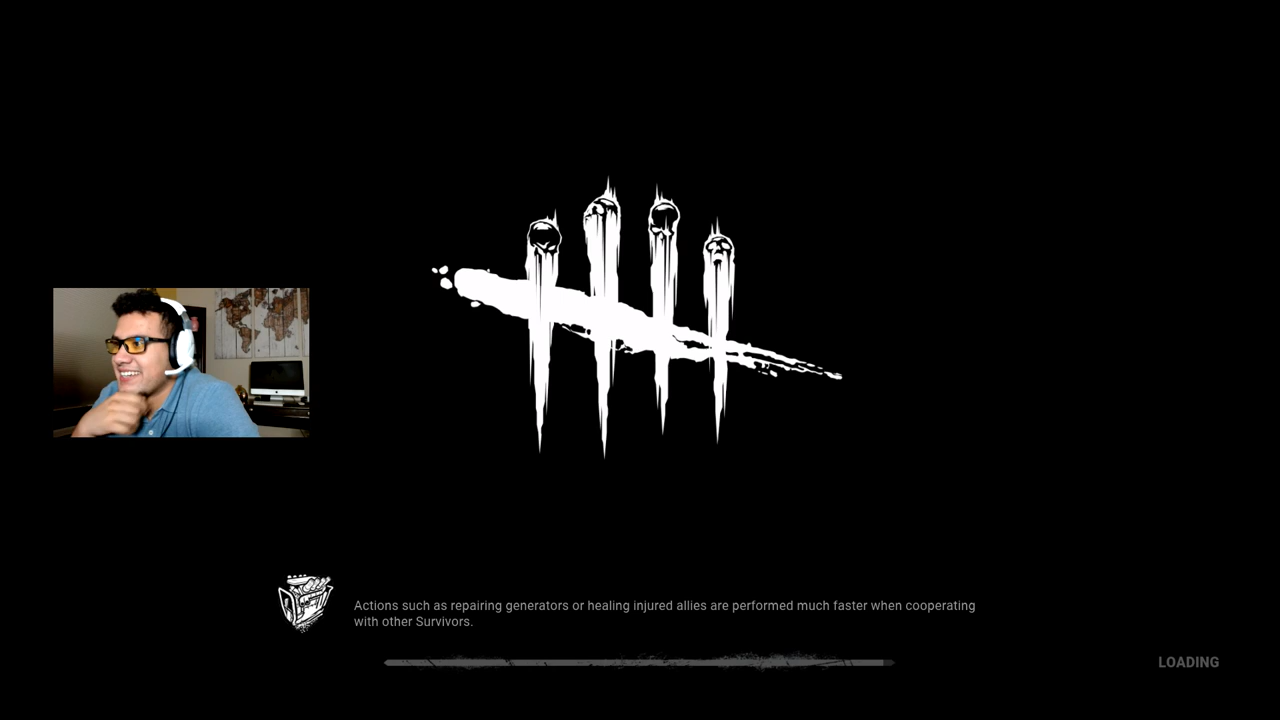 Actions such as repairing generators or healing injured allies are performed much faster when cooperating
with other Survivors.
LOADING